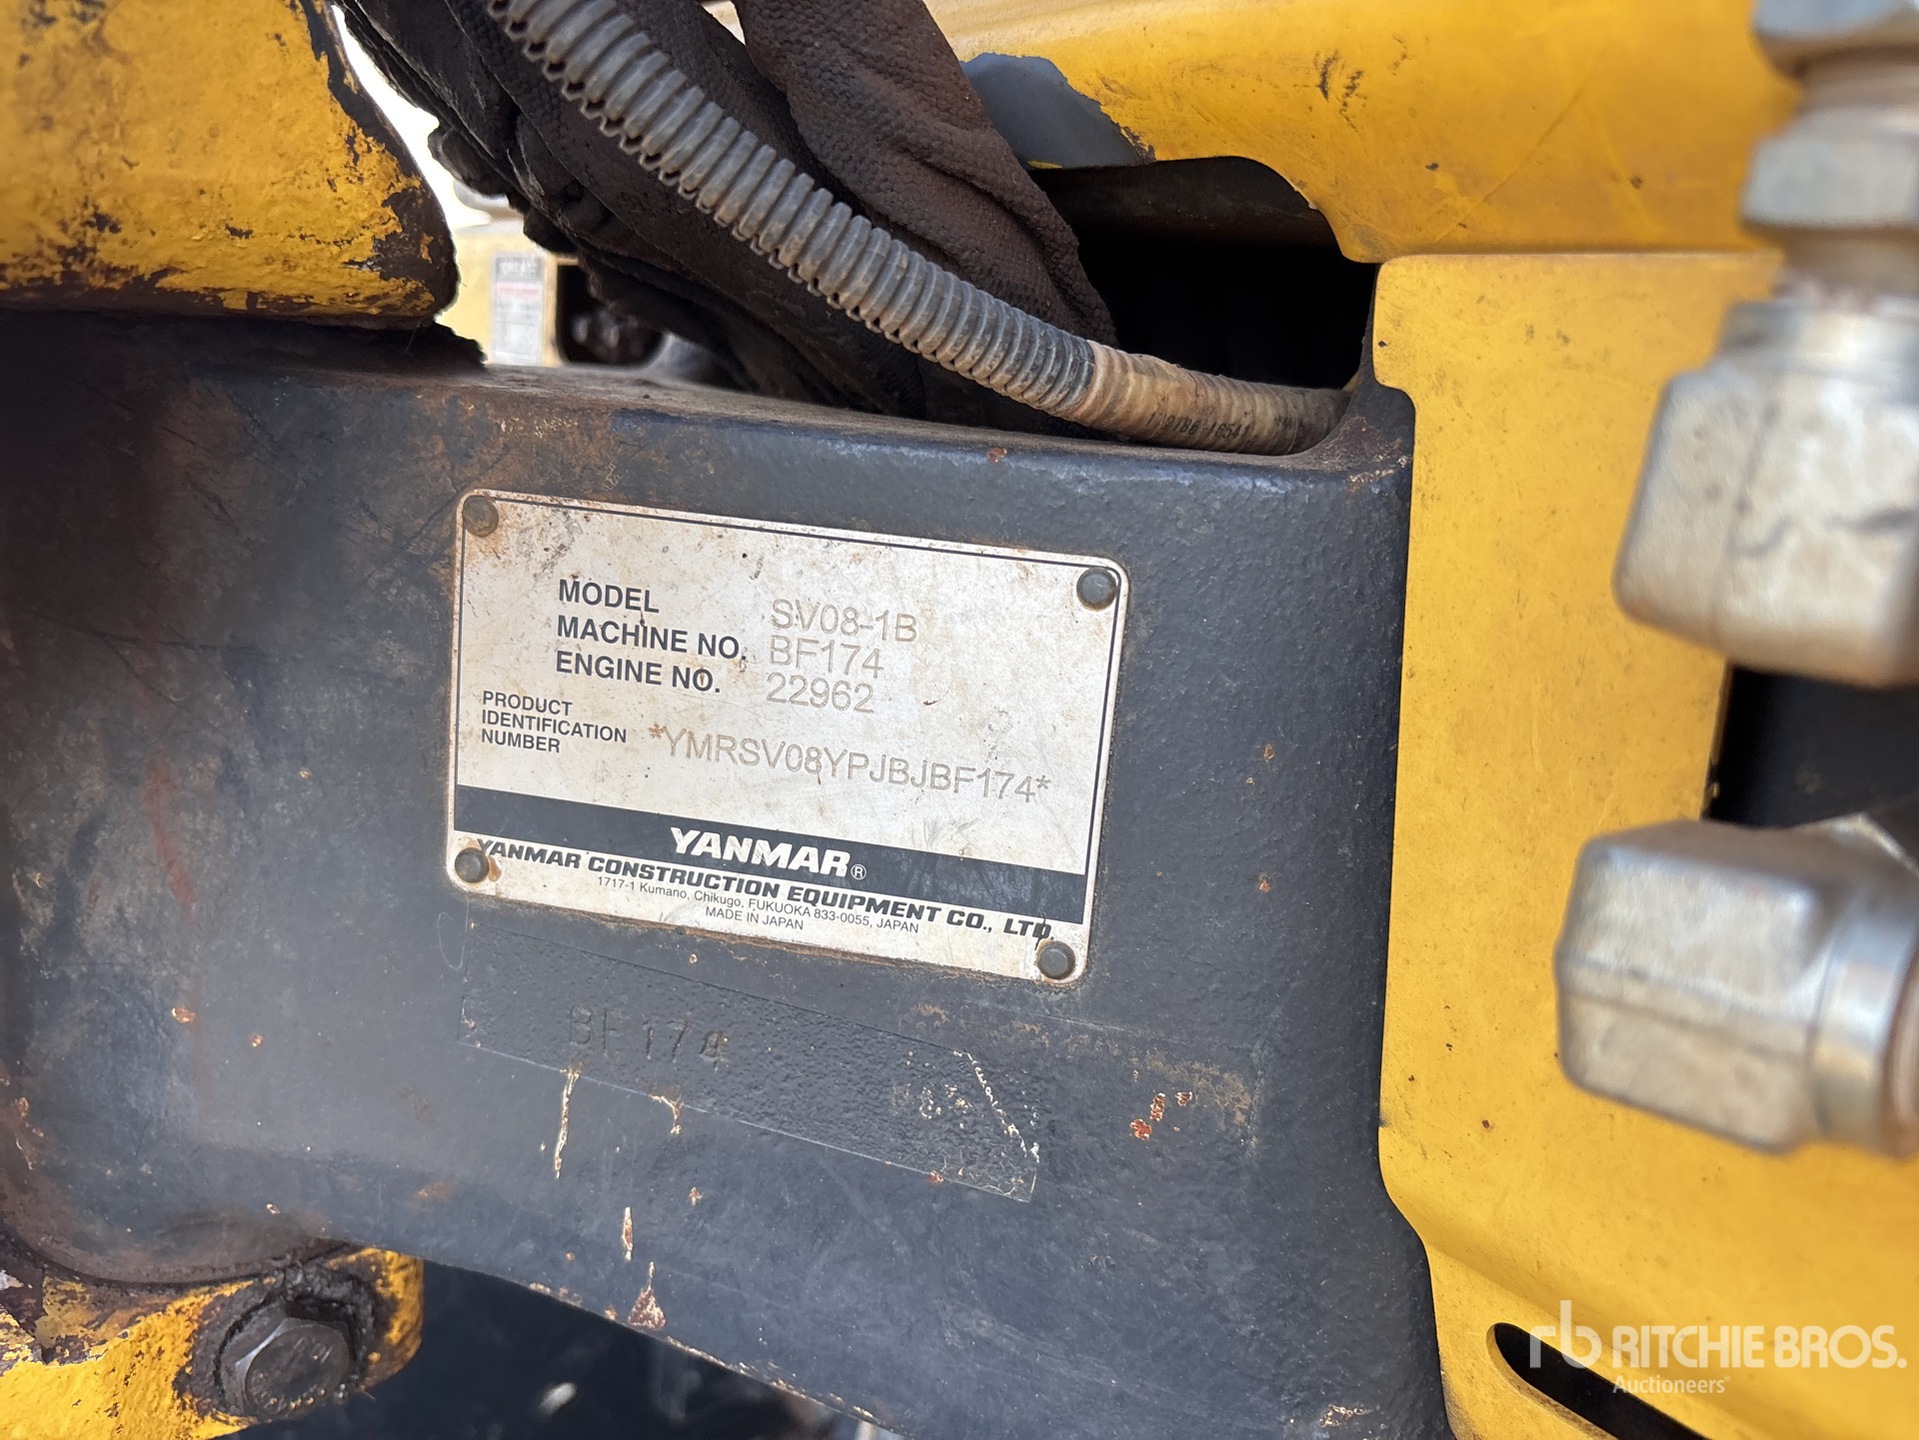 MODEL SV08-1B
MACHINE NO. BF174
ENGINE NO. 22962
PRODUCT
IDENTIFICATION
NUMBER
*YMRSV08YPJBJBF174*
YANMAR®
YANMAR CONSTRUCTION EQUIPMENT CO., LTD.
1717-1 Kumano, Chikugo, FUKUOKA 833-0055, JAPAN
MADE IN JAPAN
BF174
rb RITCHIE BROS.
Auctioneers